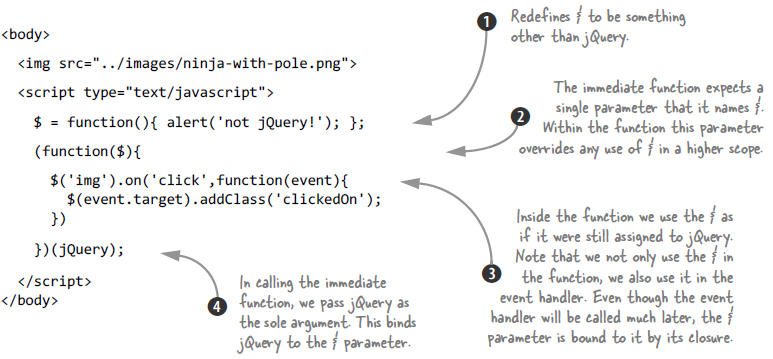 <body>
<img src="../images/ninja-with-pole.png">
<script type="text/javascript">
$ = function(){ alert('not jQuery!'); };
(function($){
$('img').on('click',function(event){
$(event.target).addClass('clickedOn');
})
})(jQuery);
</script>
</body>
1
Redefines $ to be something
other than jQuery.
2
The immediate function expects a
single parameter that it names $.
Within the function this parameter
overrides any use of $ in a higher scope.
3
Inside the function we use the $ as
if it were still assigned to jQuery.
Note that we not only use the $ in
the function, we also use it in the
event handler. Even though the event
handler will be called much later, the $
parameter is bound to it by its closure.
4
In calling the immediate
function, we pass jQuery as
the sole argument. This binds
jQuery to the $ parameter.